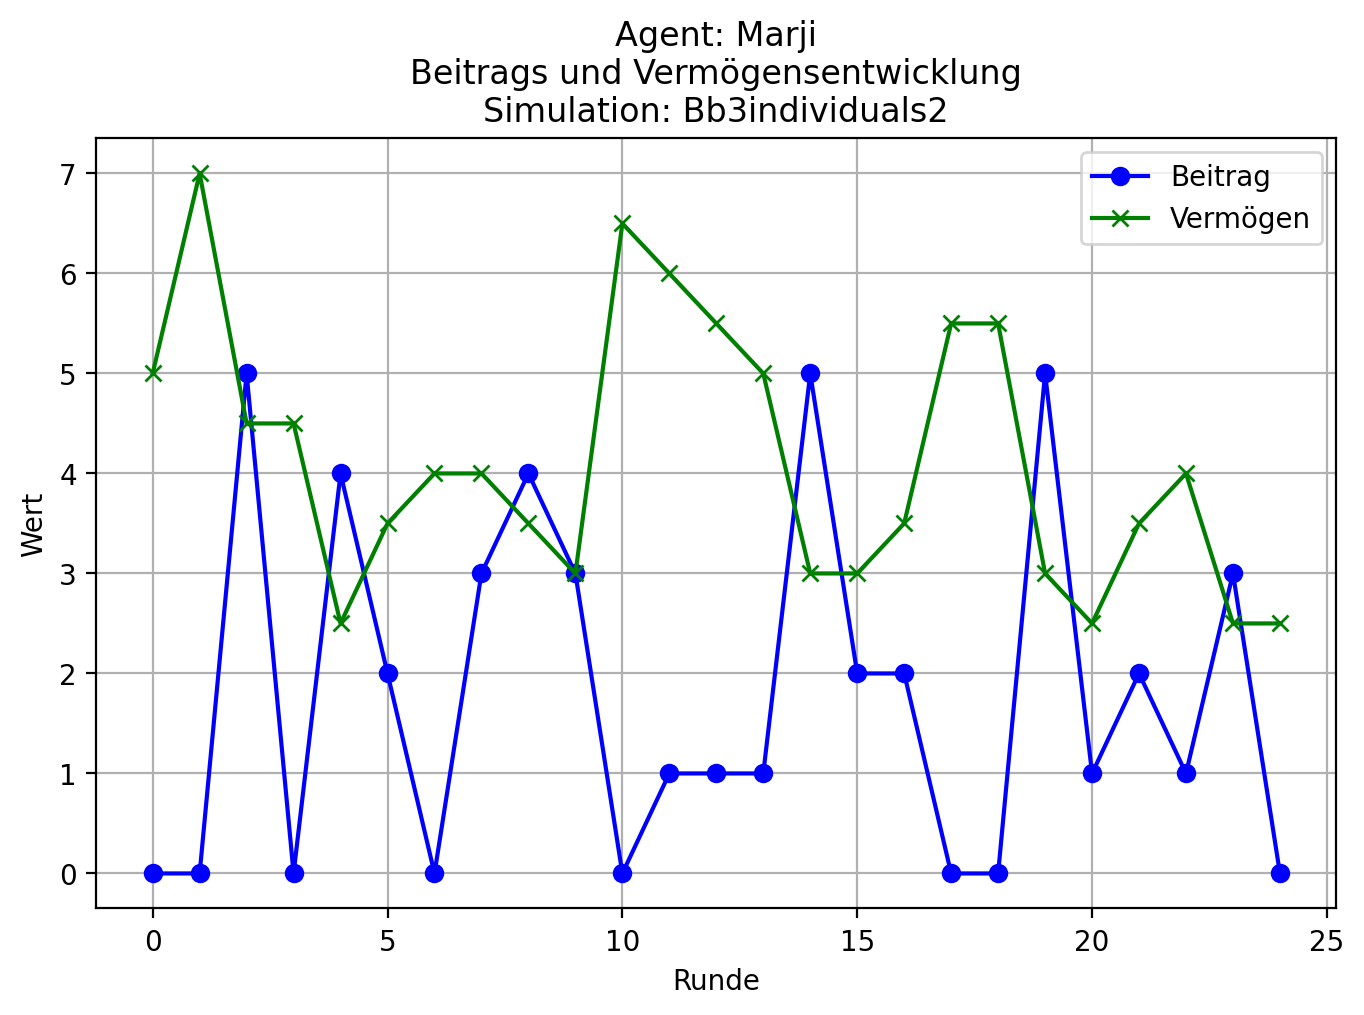 Agent: Marji
Beitrags und Vermögensentwicklung
Simulation: Bb3individuals2
Beitrag
Vermögen
7
6
5
4
3
2
1
0
Wert
0 5 10 15 20 25
Runde